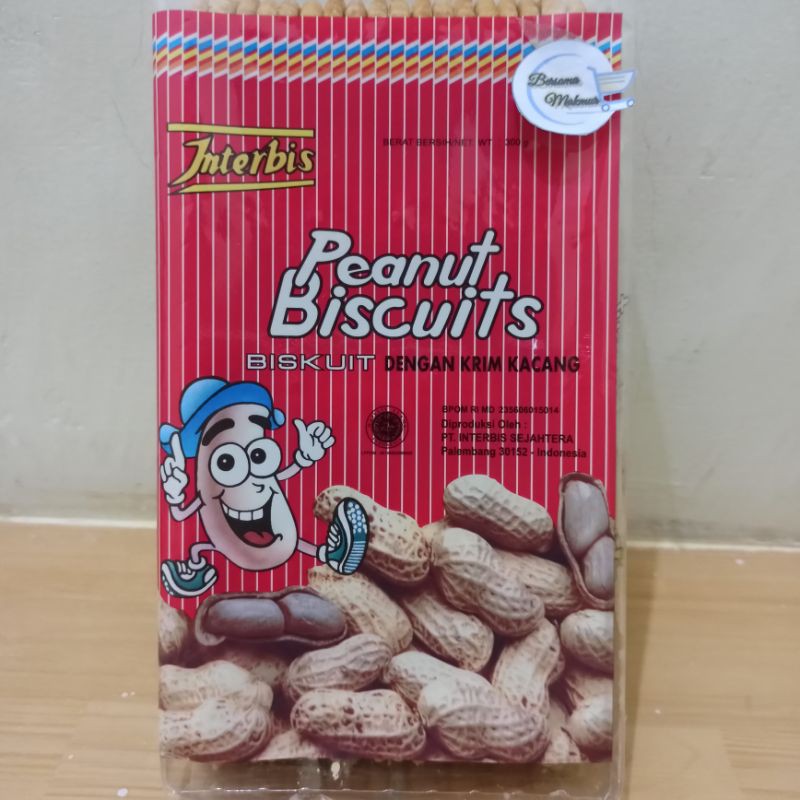 Bersama
Makmur
Interbis
BERAT BERSIH/NET. WT. : 300 g
Peanut
Biscuits
BISKUIT DENGAN KRIM KACANG
BPOM RI MD 235606015014
Diproduksi Oleh :
PT. INTERBIS SEJAHTERA
Palembang 30152 - Indonesia